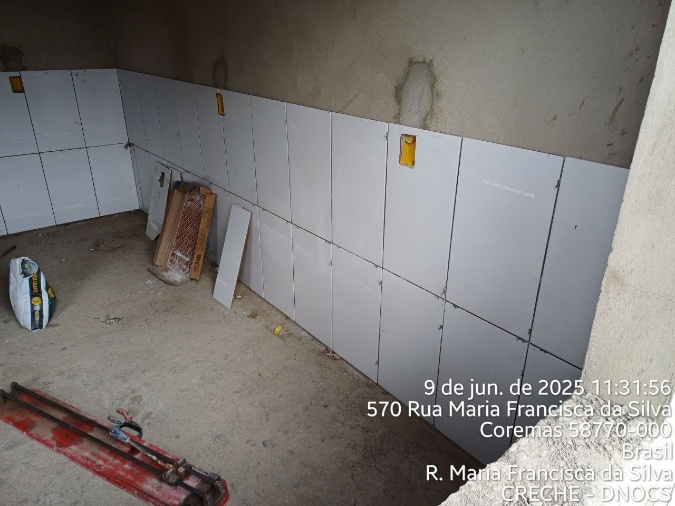 9 de jun. de 2025 11:31:56
570 Rua Maria Francisca da Silva
Coremas 58770-000
Brasil
R. Maria Francisca da Silva
CRECHE - DNOCS